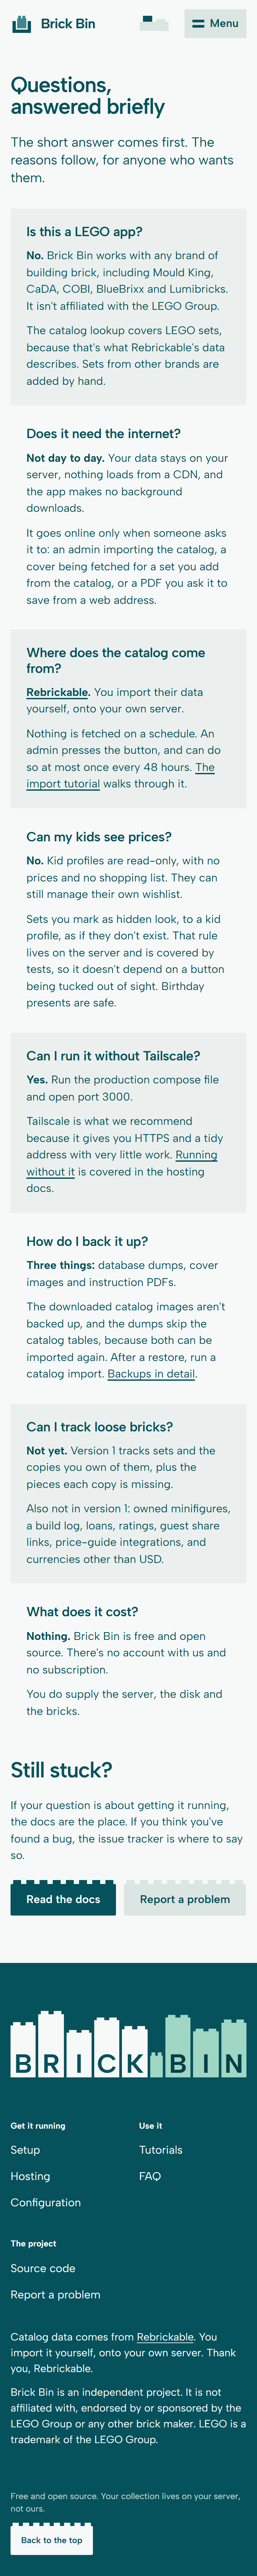 Brick Bin
Menu
Questions,
answered briefly
The short answer comes first. The
reasons follow, for anyone who wants
them.
Is this a LEGO app?
No. Brick Bin works with any brand of
building brick, including Mould King,
CaDA, COBI, BlueBrixx and Lumibricks.
It isn't affiliated with the LEGO Group.
The catalog lookup covers LEGO sets,
because that's what Rebrickable's data
describes. Sets from other brands are
added by hand.
Does it need the internet?
Not day to day. Your data stays on your
server, nothing loads from a CDN, and
the app makes no background
downloads.
It goes online only when someone asks
it to: an admin importing the catalog, a
cover being fetched for a set you add
from the catalog, or a PDF you ask it to
save from a web address.
Where does the catalog come
from?
Rebrickable. You import their data
yourself, onto your own server.
Nothing is fetched on a schedule. An
admin presses the button, and can do
so at most once every 48 hours. The
import tutorial walks through it.
Can my kids see prices?
No. Kid profiles are read-only, with no
prices and no shopping list. They can
still manage their own wishlist.
Sets you mark as hidden look, to a kid
profile, as if they don't exist. That rule
lives on the server and is covered by
tests, so it doesn't depend on a button
being tucked out of sight. Birthday
presents are safe.
Can I run it without Tailscale?
Yes. Run the production compose file
and open port 3000.
Tailscale is what we recommend
because it gives you HTTPS and a tidy
address with very little work. Running
without it is covered in the hosting
docs.
How do I back it up?
Three things: database dumps, cover
images and instruction PDFs.
The downloaded catalog images aren't
backed up, and the dumps skip the
catalog tables, because both can be
imported again. After a restore, run a
catalog import. Backups in detail.
Can I track loose bricks?
Not yet. Version 1 tracks sets and the
copies you own of them, plus the
pieces each copy is missing.
Also not in version 1: owned minifigures,
a build log, loans, ratings, guest share
links, price-guide integrations, and
currencies other than USD.
What does it cost?
Nothing. Brick Bin is free and open
source. There's no account with us and
no subscription.
You do supply the server, the disk and
the bricks.
Still stuck?
If your question is about getting it running,
the docs are the place. If you think you've
found a bug, the issue tracker is where to say
so.
Read the docs
Report a problem
BRICK BIN
Get it running
Setup
Hosting
Configuration
Use it
Tutorials
FAQ
The project
Source code
Report a problem
Catalog data comes from Rebrickable. You
import it yourself, onto your own server. Thank
you, Rebrickable.
Brick Bin is an independent project. It is not
affiliated with, endorsed by or sponsored by the
LEGO Group or any other brick maker. LEGO is a
trademark of the LEGO Group.
Free and open source. Your collection lives on your server,
not ours.
Back to the top